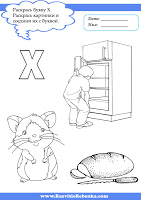 Раскрась букву Х.
Раскрась картинки и
соедини их с буквой.
Дата:
Имя:
Х
www.RazvitieRebenka.com